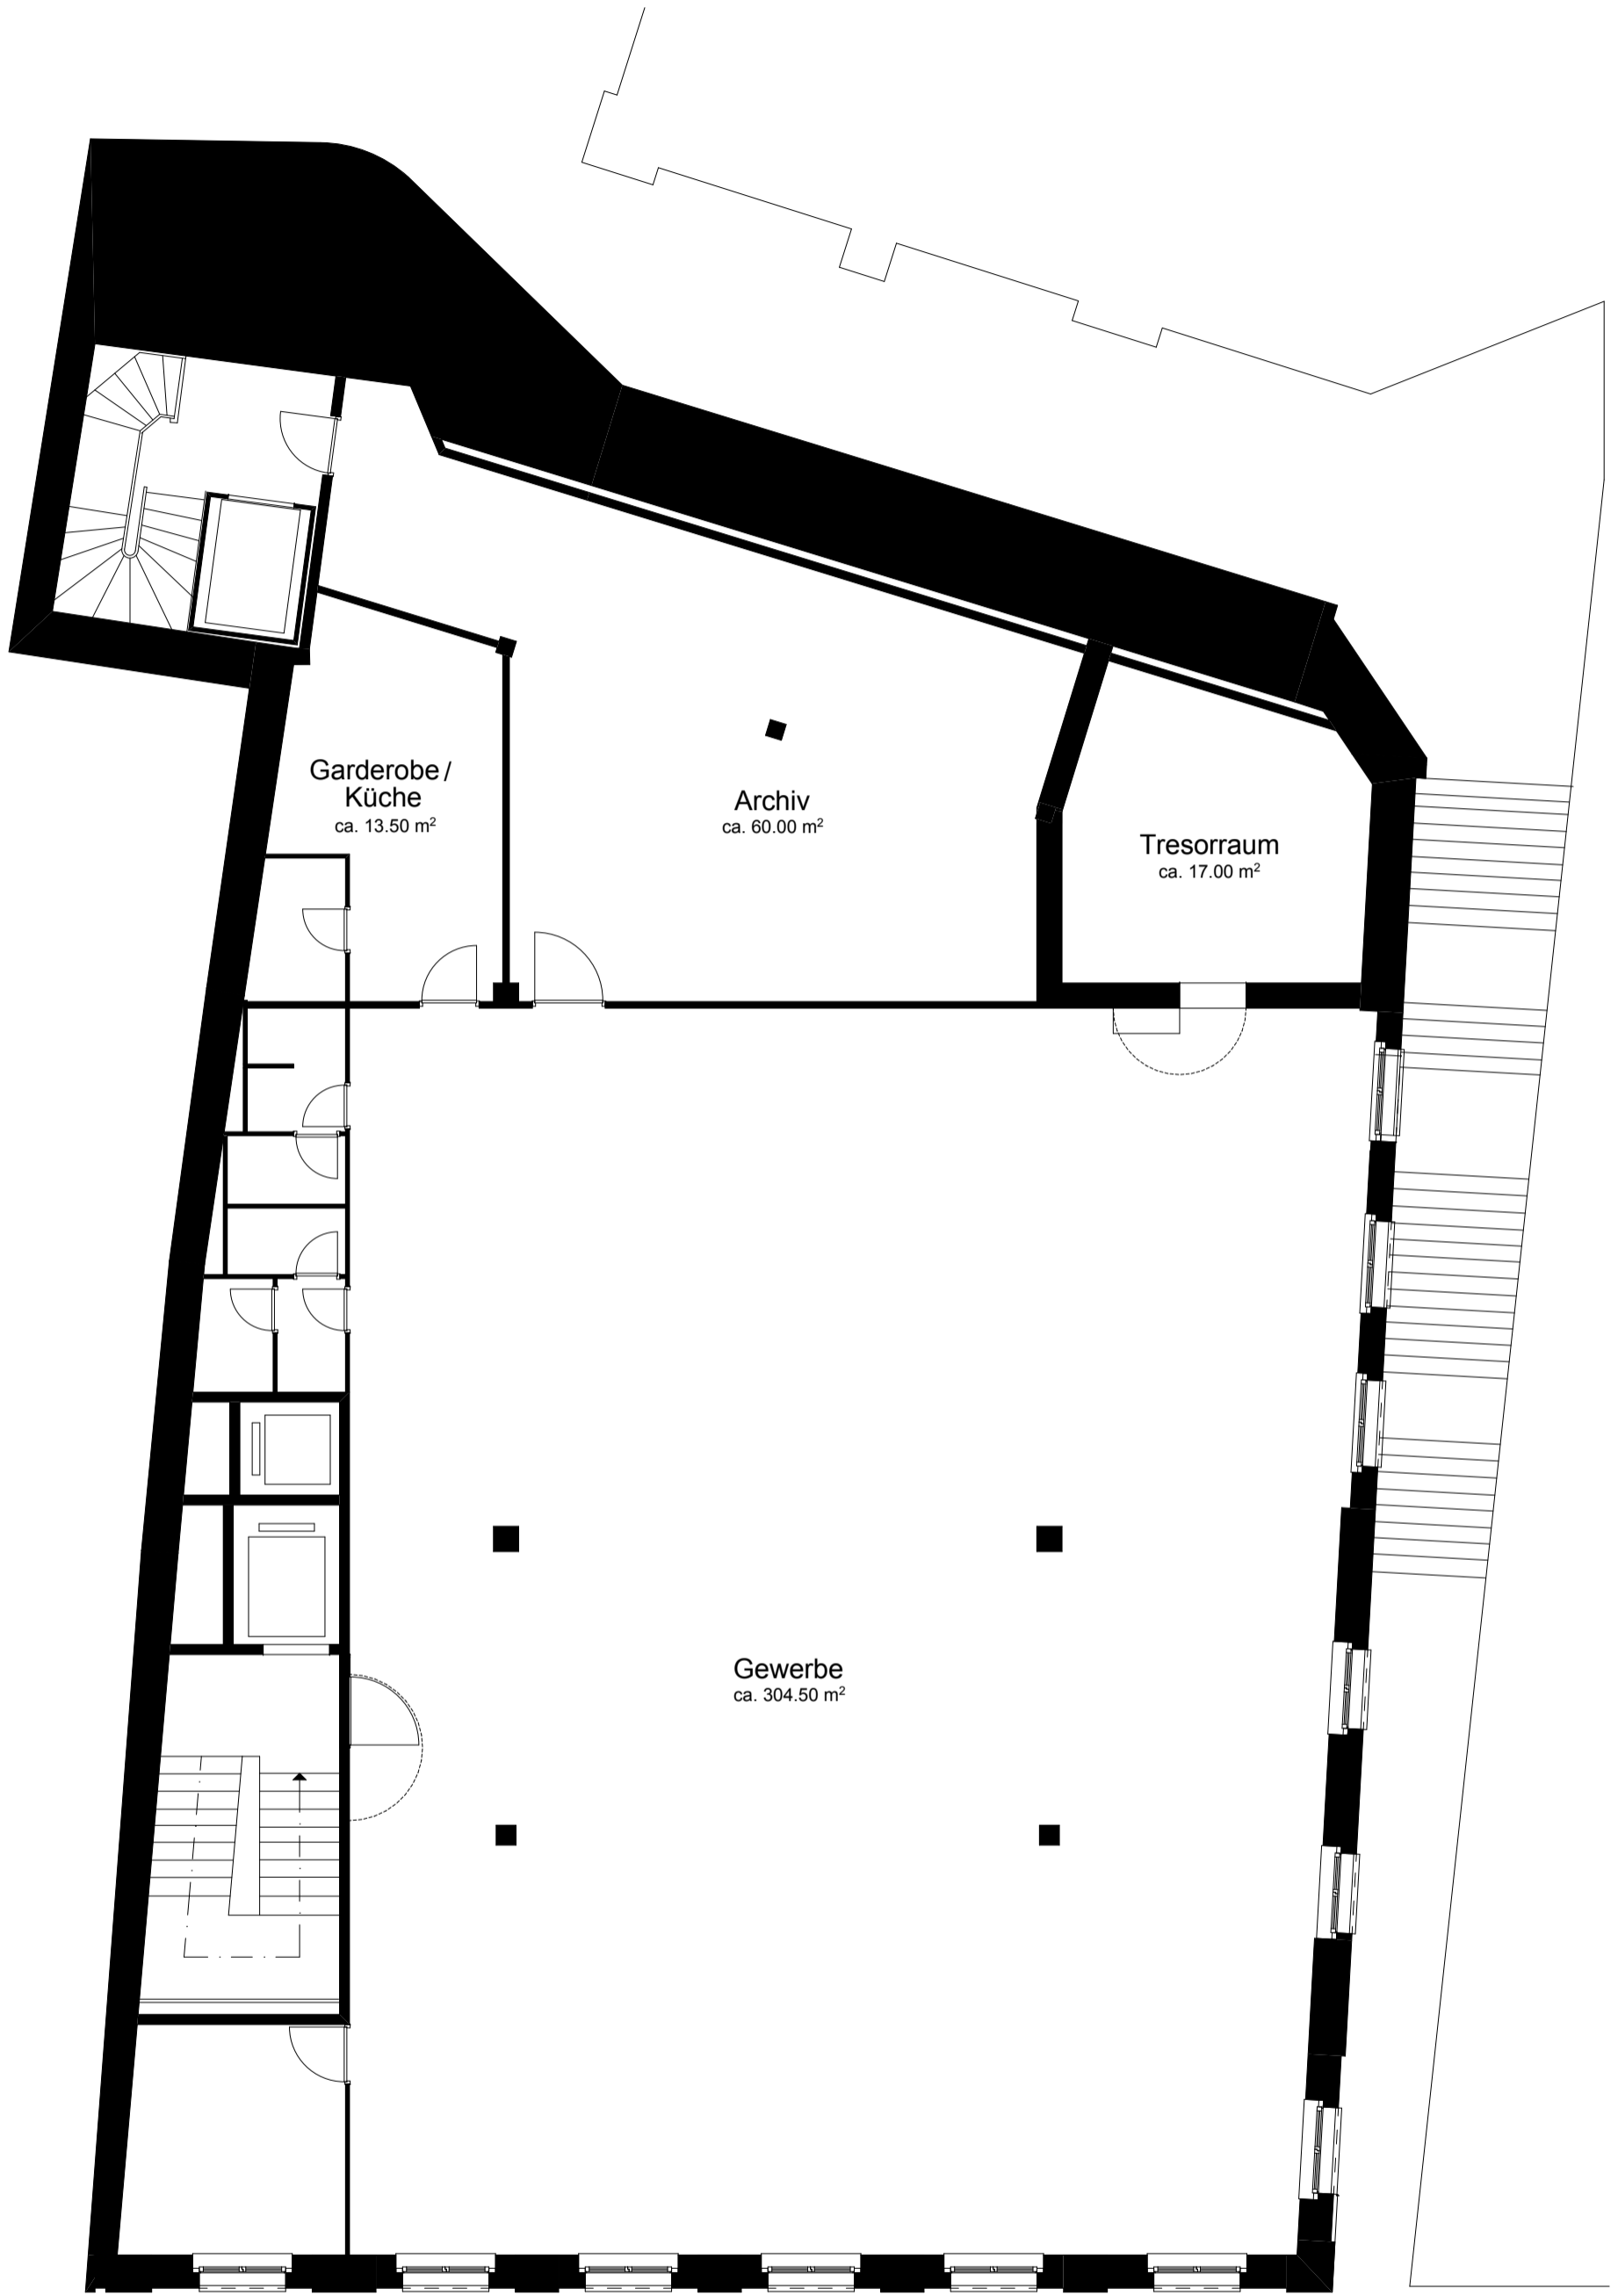 Garderobe /
Küche
ca. 13.50 m²
Archiv
ca. 60.00 m²
Tresorraum
ca. 17.00 m²
Gewerbe
ca. 304.50 m²